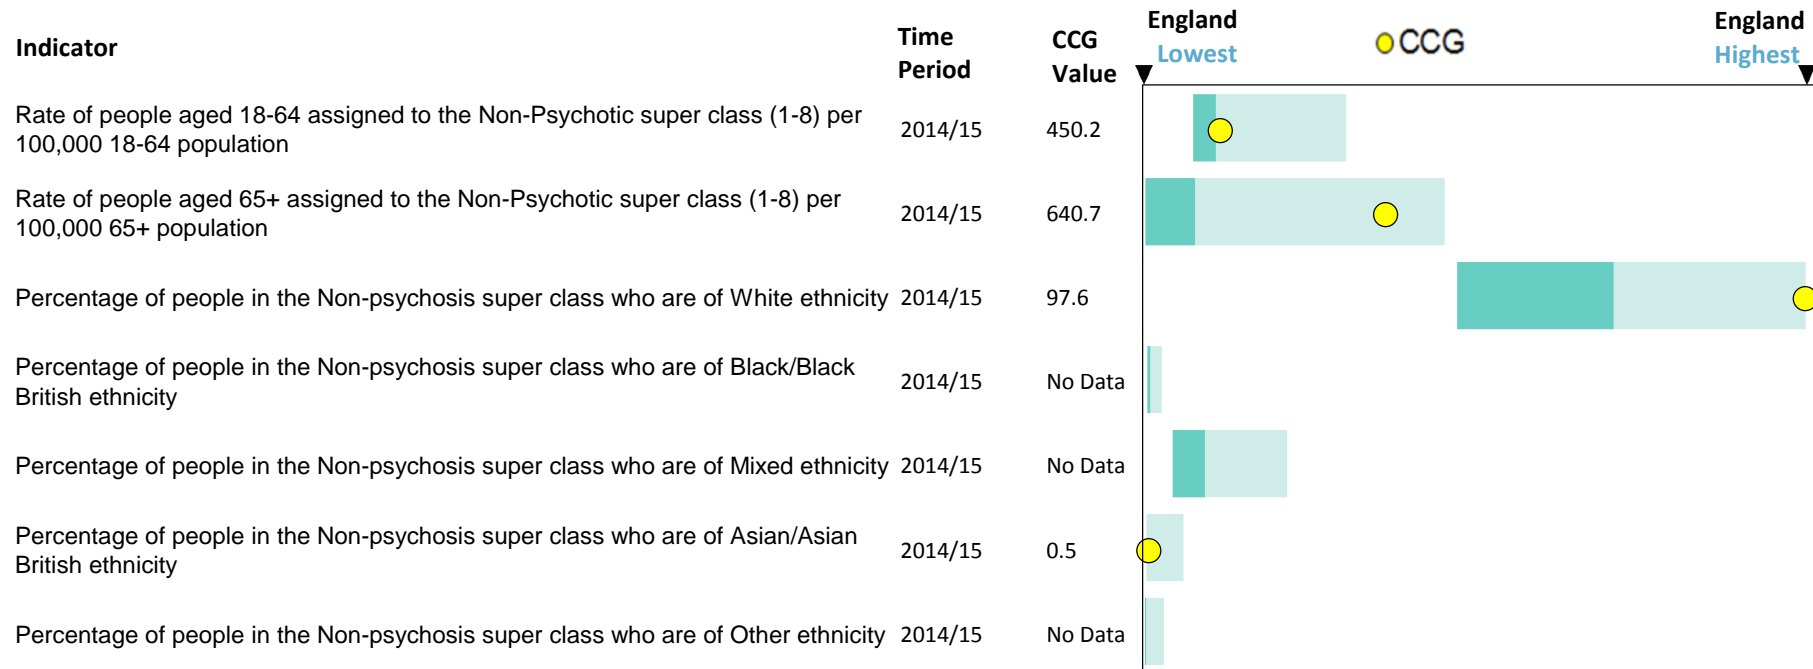 Indicator
Time Period
CCG Value
England Lowest
CCG
England Highest
Rate of people aged 18-64 assigned to the Non-Psychotic super class (1-8) per
100,000 18-64 population
2014/15
450.2
Rate of people aged 65+ assigned to the Non-Psychotic super class (1-8) per
100,000 65+ population
2014/15
640.7
Percentage of people in the Non-psychosis super class who are of White ethnicity
2014/15
97.6
Percentage of people in the Non-psychosis super class who are of Black/Black
British ethnicity
2014/15
No Data
Percentage of people in the Non-psychosis super class who are of Mixed ethnicity
2014/15
No Data
Percentage of people in the Non-psychosis super class who are of Asian/Asian
British ethnicity
2014/15
0.5
Percentage of people in the Non-psychosis super class who are of Other ethnicity
2014/15
No Data